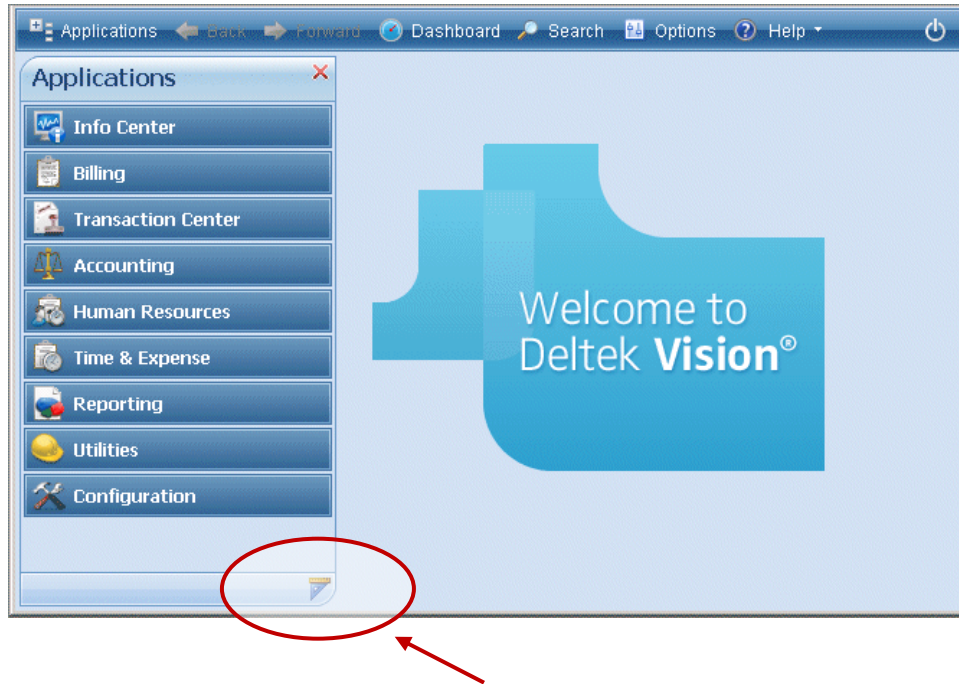 Applications Back Forward Dashboard Search Options Help
Applications
Info Center
Billing
Transaction Center
Accounting
Human Resources
Time & Expense
Reporting
Utilities
Configuration
Welcome to
Deltek Vision®